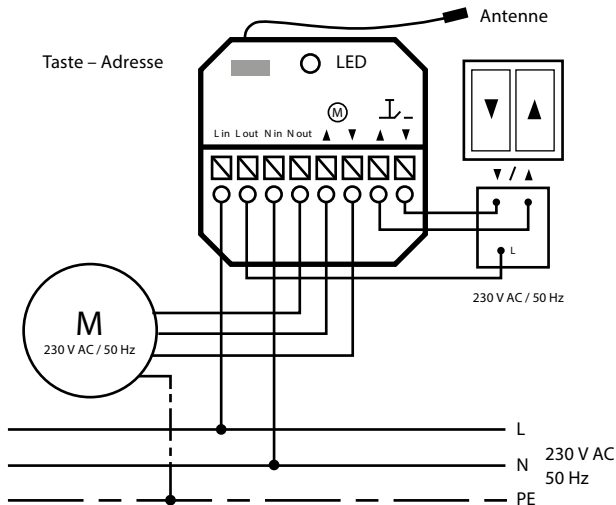 Antenne
Taste – Adresse
LED
M
L in L out N in N out ▲ ▼ ▲ ▼
▼ ▲
▼ / ▲
L
230 V AC / 50 Hz
M
230 V AC / 50 Hz
L
N
230 V AC
50 Hz
PE